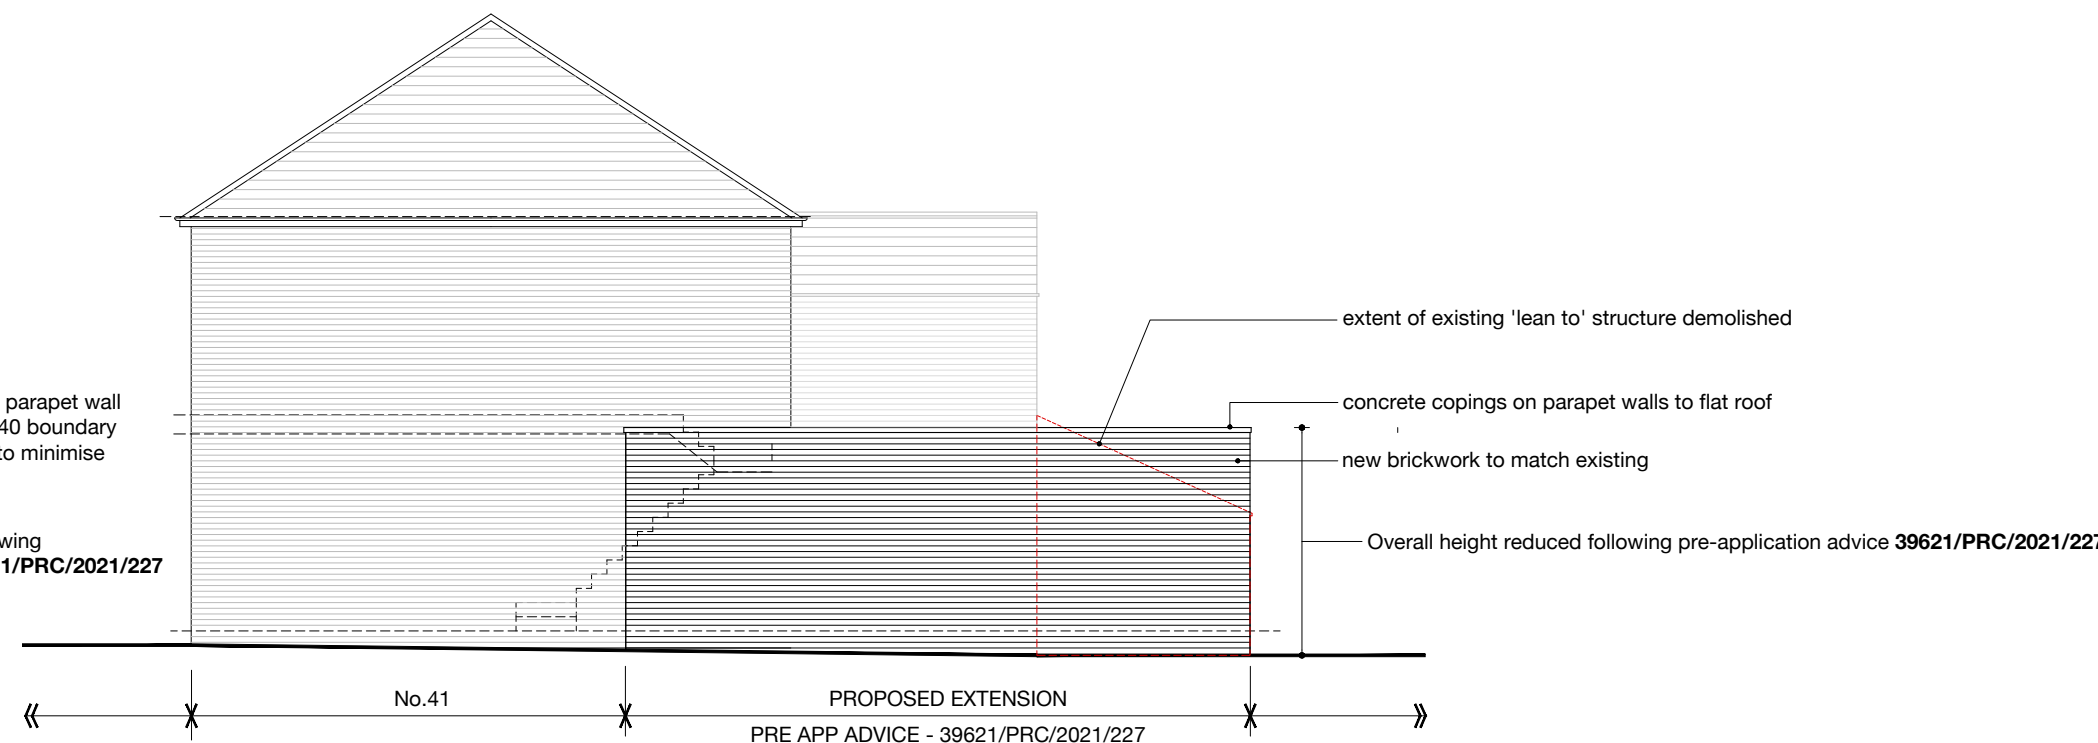 extent of existing 'lean to' structure demolished
parapet wall
40 boundary
to minimise
concrete copings on parapet walls to flat roof
new brickwork to match existing
wing
1/PRC/2021/227
Overall height reduced following pre-application advice 39621/PRC/2021/227
No.41
PROPOSED EXTENSION
PRE APP ADVICE - 39621/PRC/2021/227